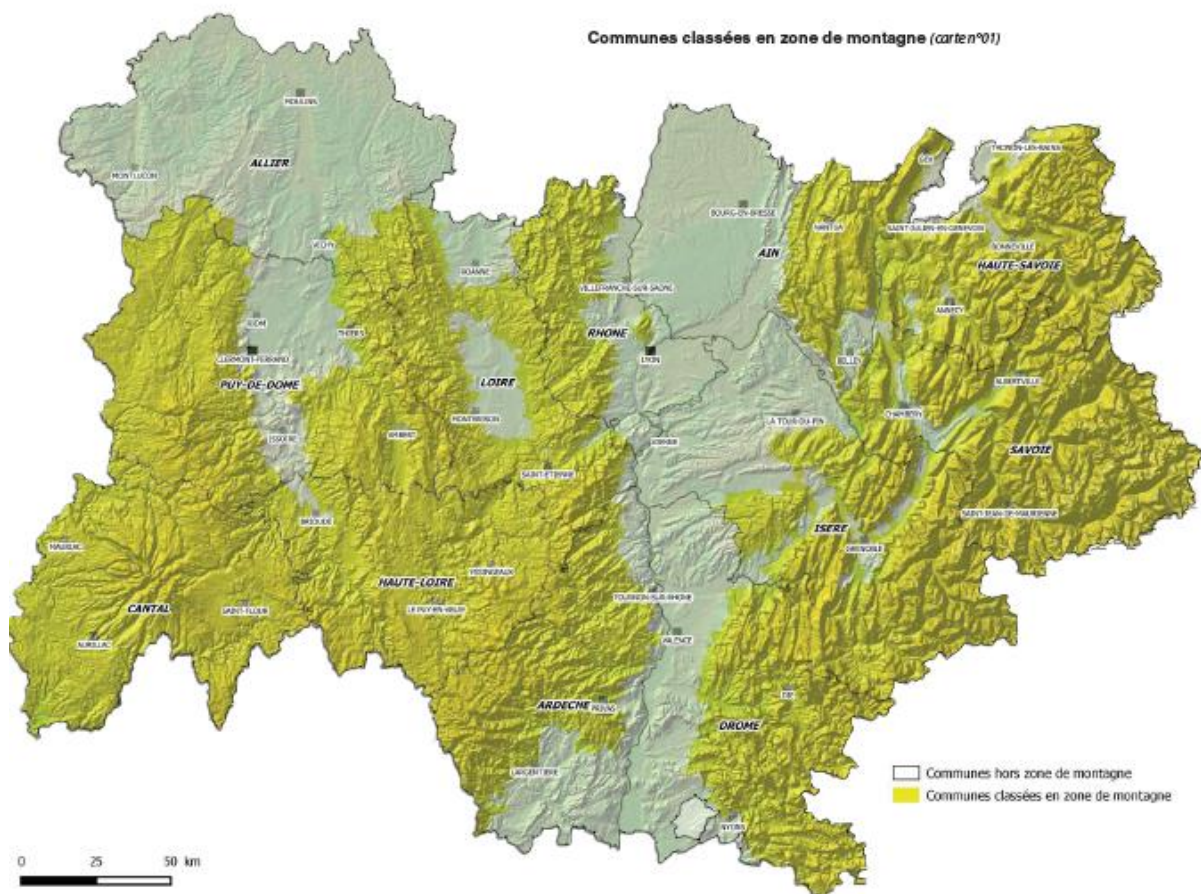 Communes classées en zone de montagne (carte n°01)
MOULINS
MONTLUCON
ALLIER
THONON-LES-BAINS
GEX
BOURG-EN-BRESSE
NANTUA
SAINT-JULIEN-EN-GENEVOIS
VICHY
BONNEVILLE
AIN
HAUTE-SAVOIE
ROANNE
VILLEFRANCHE-SUR-SAONE
ANNECY
RIOM
THIERS
RHONE
CLERMONT-FERRAND
LYON
BELLEY
PUY-DE-DOME
LOIRE
ALBERTVILLE
MONTBRISON
CHAMBERY
LA TOUR-DU-PIN
ISSOIRE
AMBERT
VIENNE
SAVOIE
SAINT-ETIENNE
BRIOUDE
SAINT-JEAN-DE-MAURIENNE
ISERE
MAURIAC
GRENOBLE
YSSINGEAUX
HAUTE-LOIRE
TOURNON-SUR-RHONE
CANTAL
SAINT-FLOUR
LE PUY-EN-VELAY
AURILLAC
VALENCE
DIE
ARDECHE
PRIVAS
DROME
LARGENTIERE
Communes hors zone de montagne
Communes classées en zone de montagne
NYONS
0 25 50 km